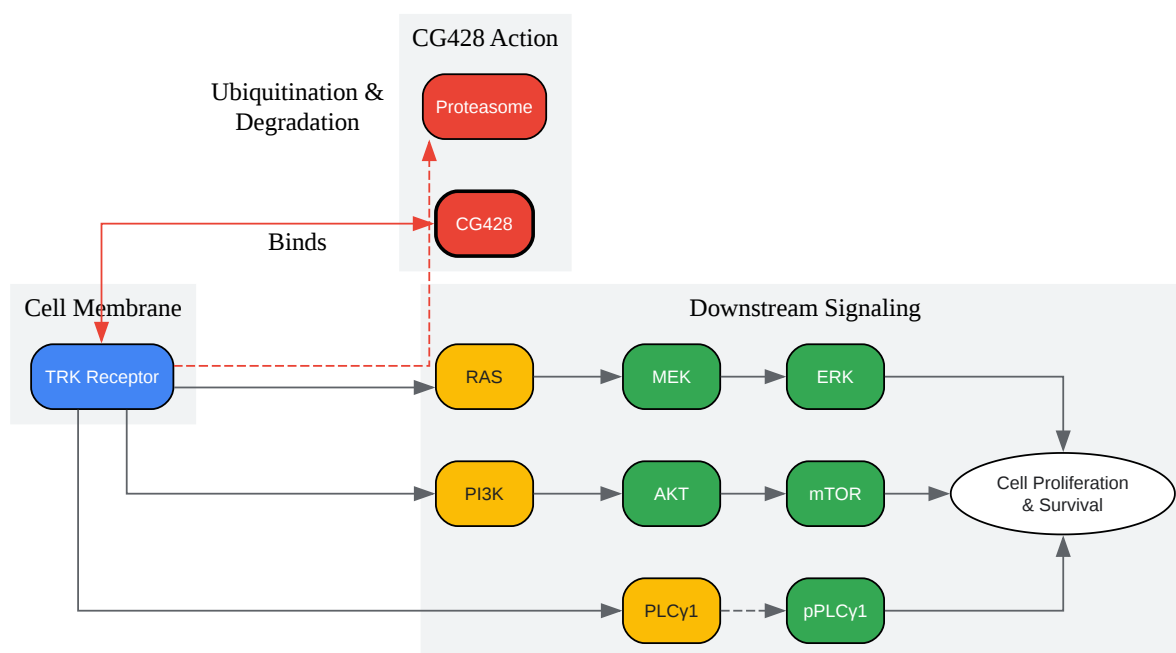 CG428 Action
Ubiquitination &
Degradation
Proteasome
CG428
Binds
Cell Membrane
Downstream Signaling
TRK Receptor
RAS
MEK
ERK
PI3K
AKT
mTOR
Cell Proliferation
& Survival
PLCγ1
pPLCγ1